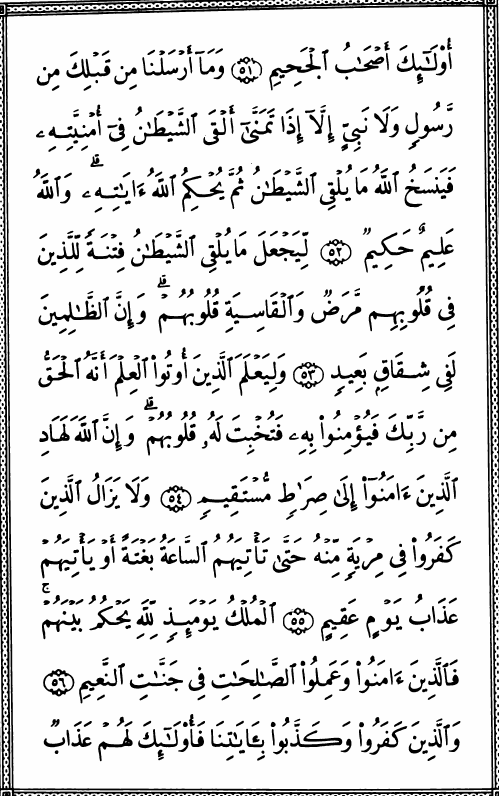 أُوْلَٰٓئِكَ أَصْحَٰبُ ٱلْجَحِيمِ ٥١ وَمَآ أَرْسَلْنَا مِن قَبْلِكَ مِن
رَّسُولٍ وَلَا نَبِيٍّ إِلَّآ إِذَا تَمَنَّىٰٓ أَلْقَى ٱلشَّيْطَٰنُ فِىٓ أُمْنِيَّتِهِۦ
فَيَنسَخُ ٱللَّهُ مَا يُلْقِى ٱلشَّيْطَٰنُ ثُمَّ يُحْكِمُ ٱللَّهُ ءَايَٰتِهِۦ ۗ وَٱللَّهُ
عَلِيمٌ حَكِيمٌ ٥٢ لِّيَجْعَلَ مَا يُلْقِى ٱلشَّيْطَٰنُ فِتْنَةً لِّلَّذِينَ
فِى قُلُوبِهِم مَّرَضٌ وَٱلْقَاسِيَةِ قُلُوبُهُمْ ۗ وَإِنَّ ٱلظَّٰلِمِينَ
لَفِى شِقَاقٍۭ بَعِيدٍ ٥٣ وَلِيَعْلَمَ ٱلَّذِينَ أُوتُوا۟ ٱلْعِلْمَ أَنَّهُ ٱلْحَقُّ
مِن رَّبِّكَ فَيُؤْمِنُوا۟ بِهِۦ فَتُخْبِتَ لَهُۥ قُلُوبُهُمْ ۗ وَإِنَّ ٱللَّهَ لَهَادِ
ٱلَّذِينَ ءَامَنُوٓا۟ إِلَىٰ صِرَٰطٍ مُّسْتَقِيمٍ ٥٤ وَلَا يَزَالُ ٱلَّذِينَ
كَفَرُوا۟ فِى مِرْيَةٍ مِّنْهُ حَتَّىٰ تَأْتِيَهُمُ ٱلسَّاعَةُ بَغْتَةً أَوْ يَأْتِيَهُمْ
عَذَابُ يَوْمٍ عَقِيمٍ ٥٥ ٱلْمُلْكُ يَوْمَئِذٍ لِّلَّهِ يَحْكُمُ بَيْنَهُمْ ۚ
فَٱلَّذِينَ ءَامَنُوا۟ وَعَمِلُوا۟ ٱلصَّٰلِحَٰتِ فِى جَنَّٰتِ ٱلنَّعِيمِ ٥٦
وَٱلَّذِينَ كَفَرُوا۟ وَكَذَّبُوا۟ بِـَٔايَٰتِنَا فَأُو۟لَٰٓئِكَ لَهُمْ عَذَابٌ